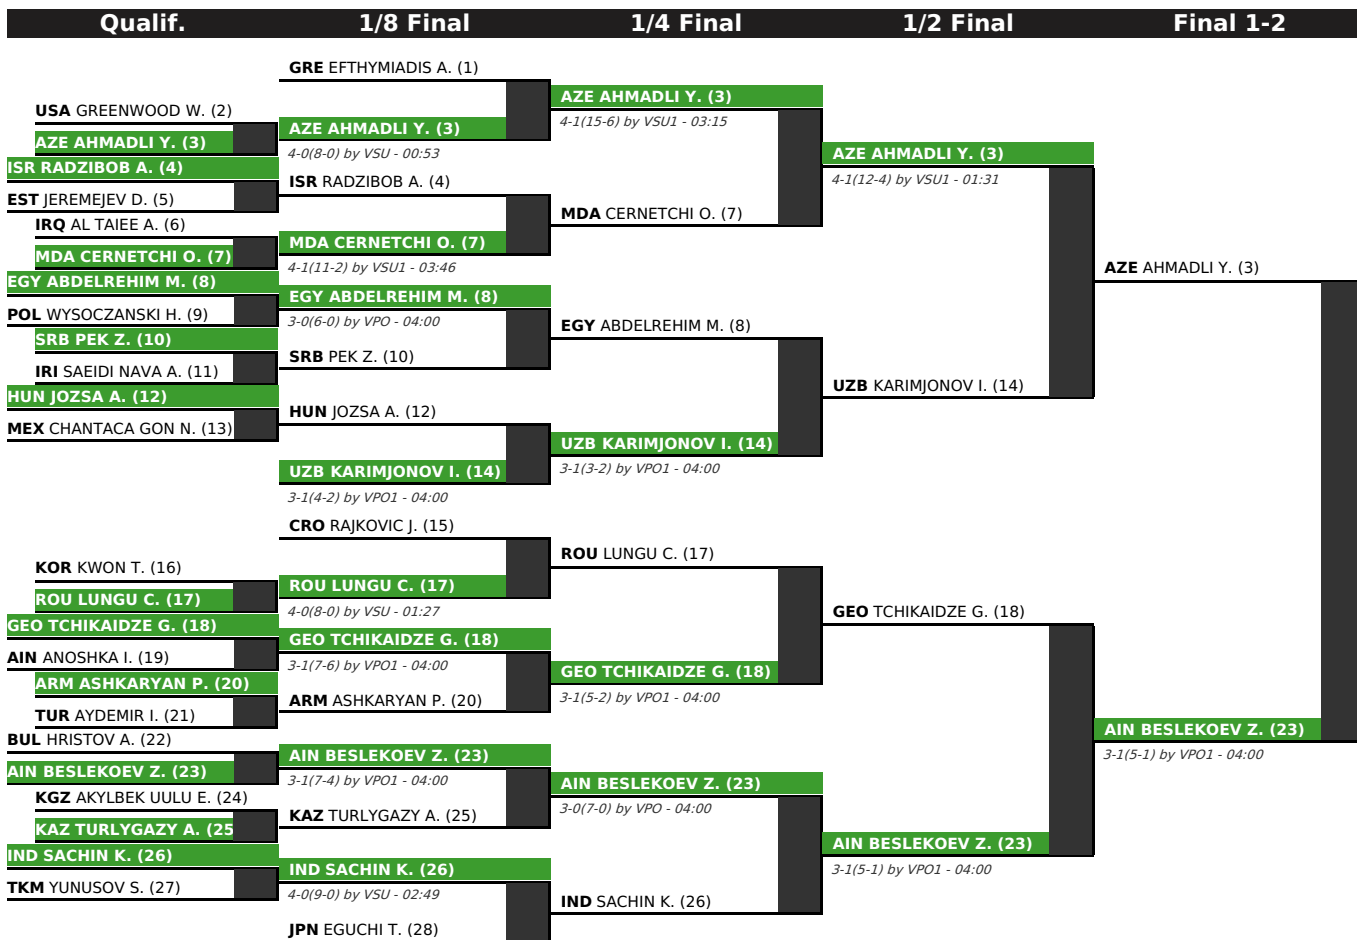 Qualif.
1/8 Final
1/4 Final
1/2 Final
Final 1-2
USA GREENWOOD W. (2)
AZE AHMADLI Y. (3)
ISR RADZIBOB A. (4)
EST JEREMEJEV D. (5)
IRQ AL TAIEE A. (6)
MDA CERNETCHI O. (7)
EGY ABDELREHIM M. (8)
POL WYSOCZANSKI H. (9)
SRB PEK Z. (10)
IRI SAEIDI NAVA A. (11)
HUN JOZSA A. (12)
MEX CHANTACA GON N. (13)
KOR KWON T. (16)
ROU LUNGU C. (17)
GEO TCHIKAIDZE G. (18)
AIN ANOSHKA I. (19)
ARM ASHKARYAN P. (20)
TUR AYDEMIR I. (21)
BUL HRISTOV A. (22)
AIN BESLEKOEV Z. (23)
KGZ AKYLBEK UULU E. (24)
KAZ TURLYGAZY A. (25
IND SACHIN K. (26)
TKM YUNUSOV S. (27)
GRE EFTHYMIADIS A. (1)
AZE AHMADLI Y. (3)
4-0(8-0) by VSU - 00:53
ISR RADZIBOB A. (4)
MDA CERNETCHI O. (7)
4-1(11-2) by VSU1 - 03:46
EGY ABDELREHIM M. (8)
3-0(6-0) by VPO - 04:00
SRB PEK Z. (10)
HUN JOZSA A. (12)
UZB KARIMJONOV I. (14)
3-1(4-2) by VPO1 - 04:00
CRO RAJKOVIC J. (15)
ROU LUNGU C. (17)
4-0(8-0) by VSU - 01:27
GEO TCHIKAIDZE G. (18)
3-1(7-6) by VPO1 - 04:00
ARM ASHKARYAN P. (20)
AIN BESLEKOEV Z. (23)
3-1(7-4) by VPO1 - 04:00
KAZ TURLYGAZY A. (25)
IND SACHIN K. (26)
4-0(9-0) by VSU - 02:49
JPN EGUCHI T. (28)
AZE AHMADLI Y. (3)
4-1(15-6) by VSU1 - 03:15
MDA CERNETCHI O. (7)
EGY ABDELREHIM M. (8)
UZB KARIMJONOV I. (14)
3-1(3-2) by VPO1 - 04:00
ROU LUNGU C. (17)
GEO TCHIKAIDZE G. (18)
3-1(5-2) by VPO1 - 04:00
AIN BESLEKOEV Z. (23)
3-0(7-0) by VPO - 04:00
IND SACHIN K. (26)
AZE AHMADLI Y. (3)
4-1(12-4) by VSU1 - 01:31
UZB KARIMJONOV I. (14)
GEO TCHIKAIDZE G. (18)
AIN BESLEKOEV Z. (23)
3-1(5-1) by VPO1 - 04:00
AZE AHMADLI Y. (3)
AIN BESLEKOEV Z. (23)
3-1(5-1) by VPO1 - 04:00